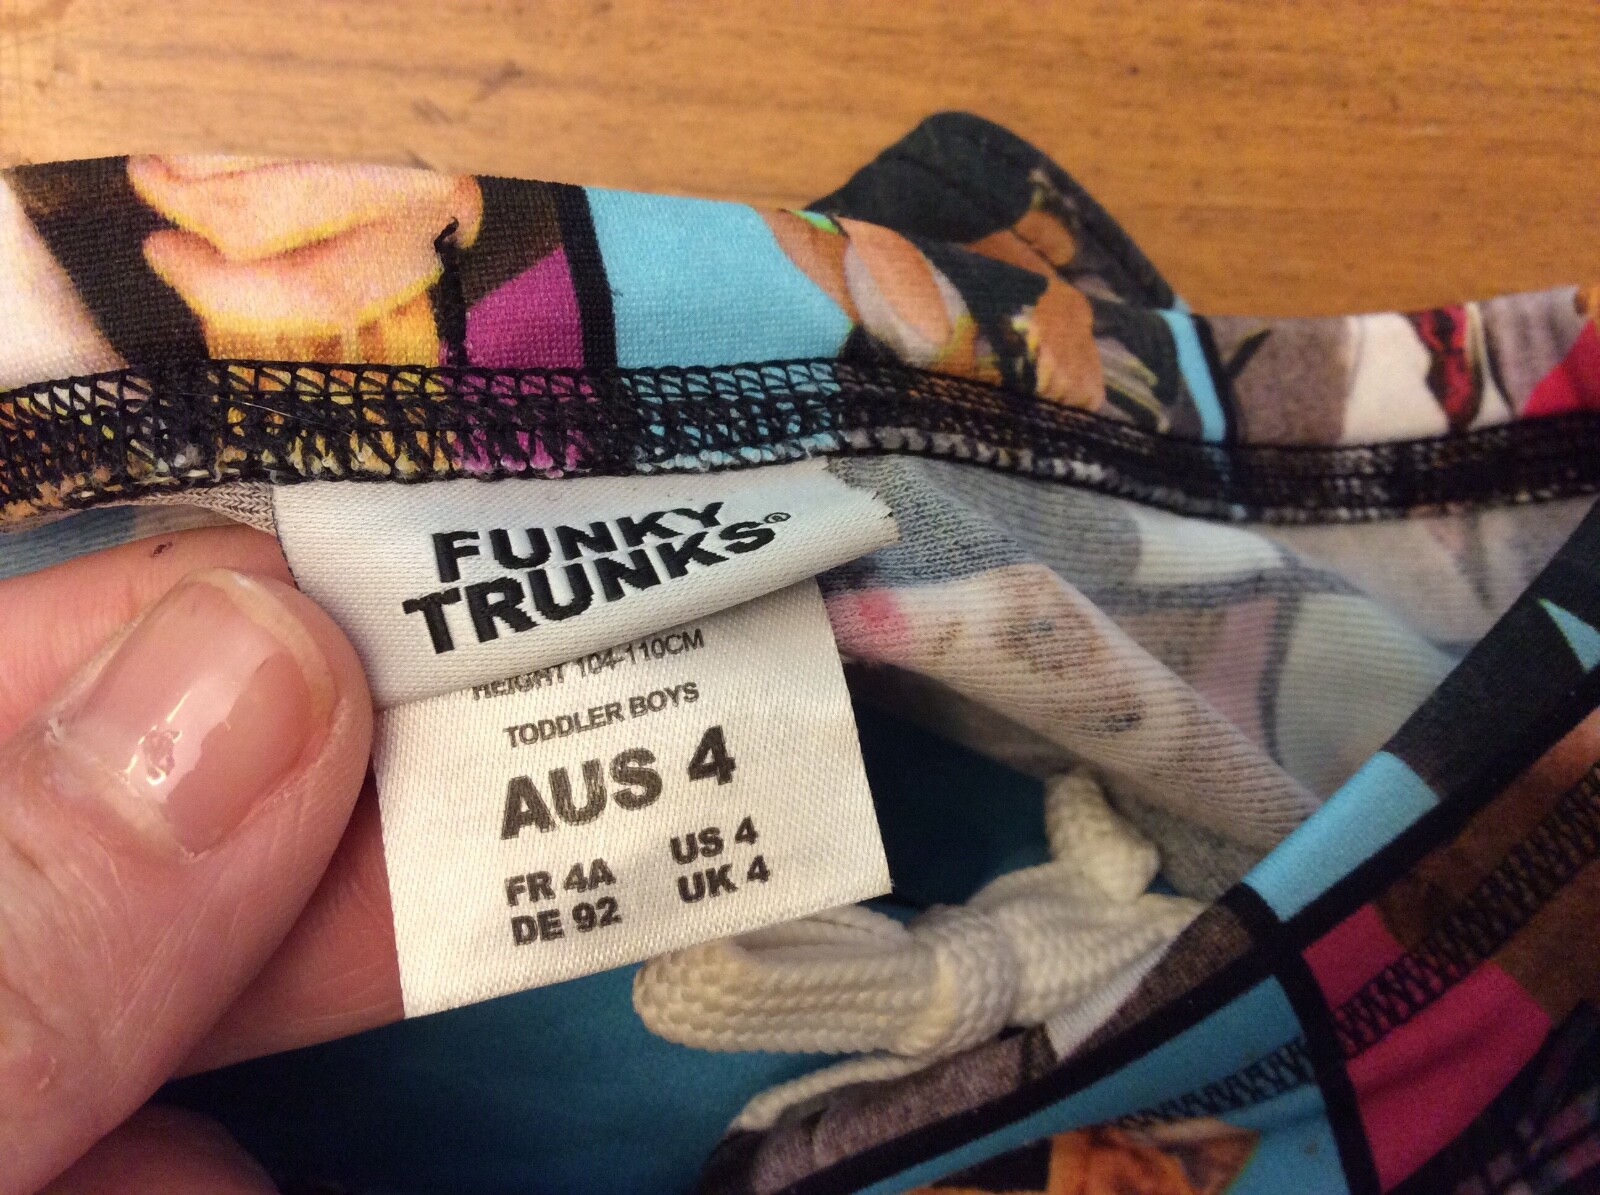 FUNKY
TRUNKS®
HEIGHT 104-110CM
TODDLER BOYS
AUS 4
FR 4A US 4
DE 92 UK 4